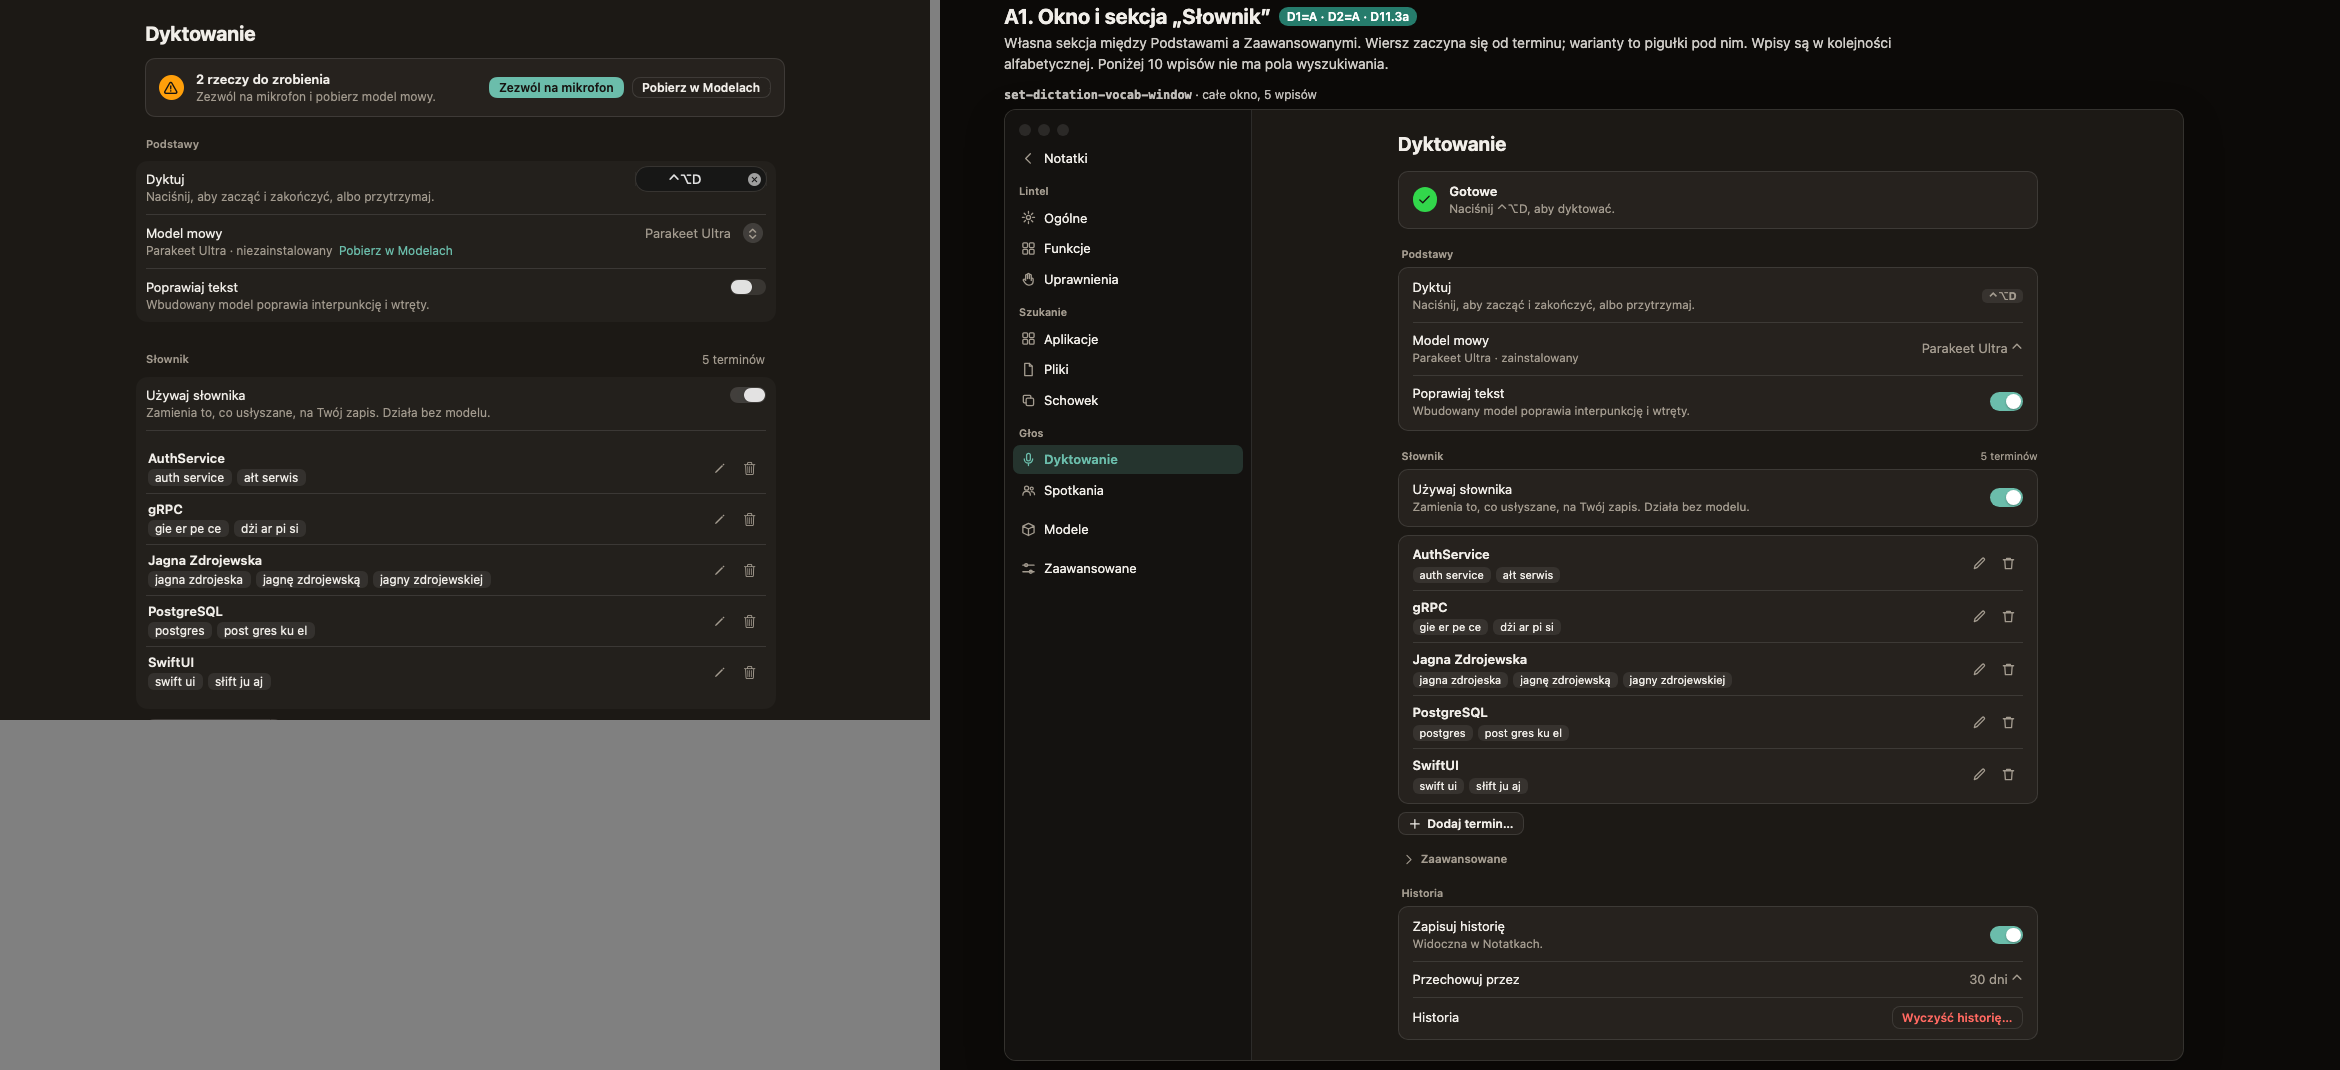 Dyktowanie
2 rzeczy do zrobienia
Zezwól na mikrofon i pobierz model mowy.
Zezwól na mikrofon
Pobierz w Modelach
Podstawy
Dyktuj
Naciśnij, aby zacząć i zakończyć, albo przytrzymaj.
⌃⌥D
Model mowy
Parakeet Ultra · niezainstalowany Pobierz w Modelach
Parakeet Ultra
Poprawiaj tekst
Wbudowany model poprawia interpunkcję i wtręty.
Słownik
5 terminów
Używaj słownika
Zamienia to, co usłyszane, na Twój zapis. Działa bez modelu.
AuthService
auth service
ałt serwis
gRPC
gie er pe ce
dżi ar pi si
Jagna Zdrojewska
jagna zdrojeska
jagnę zdrojewską
jagny zdrojewskiej
PostgreSQL
postgres
post gres ku el
SwiftUI
swift ui
słift ju aj
A1. Okno i sekcja „Słownik”
D1=A · D2=A · D11.3a
Własna sekcja między Podstawami a Zaawansowanymi. Wiersz zaczyna się od terminu; warianty to pigułki pod nim. Wpisy są w kolejności
alfabetycznej. Poniżej 10 wpisów nie ma pola wyszukiwania.
set-dictation-vocab-window · całe okno, 5 wpisów
Notatki
Lintel
Ogólne
Funkcje
Uprawnienia
Szukanie
Aplikacje
Pliki
Schowek
Głos
Dyktowanie
Spotkania
Modele
Zaawansowane
Dyktowanie
Gotowe
Naciśnij ⌃⌥D, aby dyktować.
Podstawy
Dyktuj
Naciśnij, aby zacząć i zakończyć, albo przytrzymaj.
⌃⌥D
Model mowy
Parakeet Ultra · zainstalowany
Parakeet Ultra
Poprawiaj tekst
Wbudowany model poprawia interpunkcję i wtręty.
Słownik
5 terminów
Używaj słownika
Zamienia to, co usłyszane, na Twój zapis. Działa bez modelu.
AuthService
auth service
ałt serwis
gRPC
gie er pe ce
dżi ar pi si
Jagna Zdrojewska
jagna zdrojeska
jagnę zdrojewską
jagny zdrojewskiej
PostgreSQL
postgres
post gres ku el
SwiftUI
swift ui
słift ju aj
+ Dodaj termin...
Zaawansowane
Historia
Zapisuj historię
Widoczna w Notatkach.
Przechowuj przez
30 dni
Historia
Wyczyść historię...